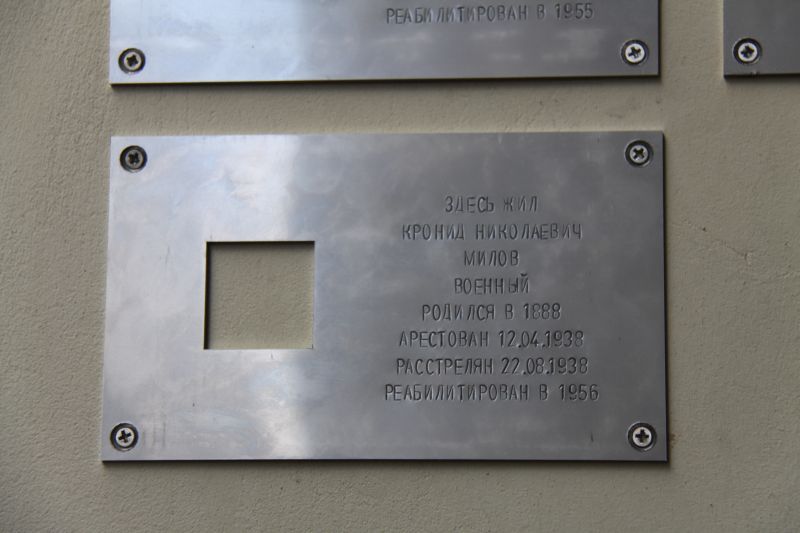 РЕАБИЛИТИРОВАН В 1955
ЗДЕСЬ ЖИЛ
КРОНИД НИКОЛАЕВИЧ
МИЛОВ
ВОЕННЫЙ
РОДИЛСЯ В 1888
АРЕСТОВАН 12.04.1938
РАССТРЕЛЯН 22.08.1938
РЕАБИЛИТИРОВАН В 1956